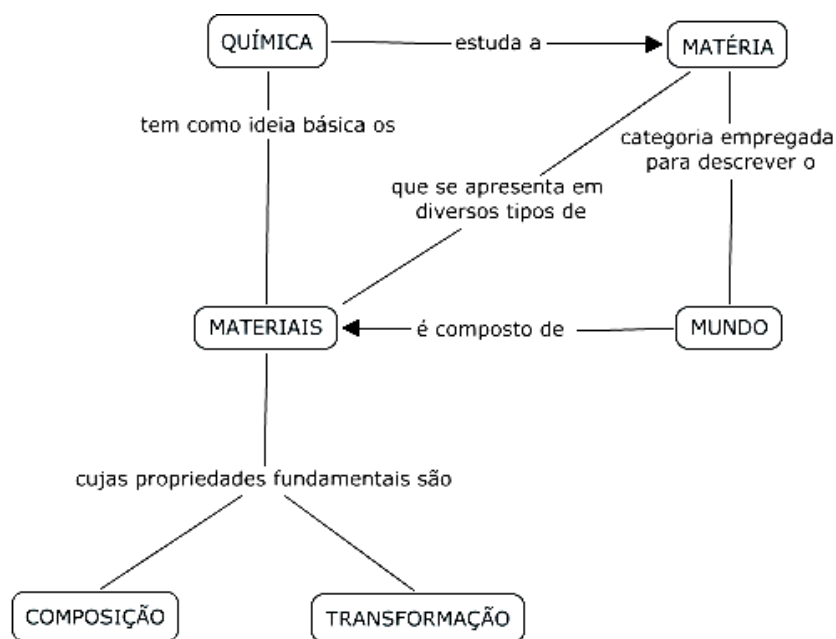 QUÍMICA
estuda a
MATÉRIA
tem como ideia básica os
categoria empregada
para descrever o
que se apresenta em
diversos tipos de
MATERIAIS
é composto de
MUNDO
cujas propriedades fundamentais são
COMPOSIÇÃO
TRANSFORMAÇÃO